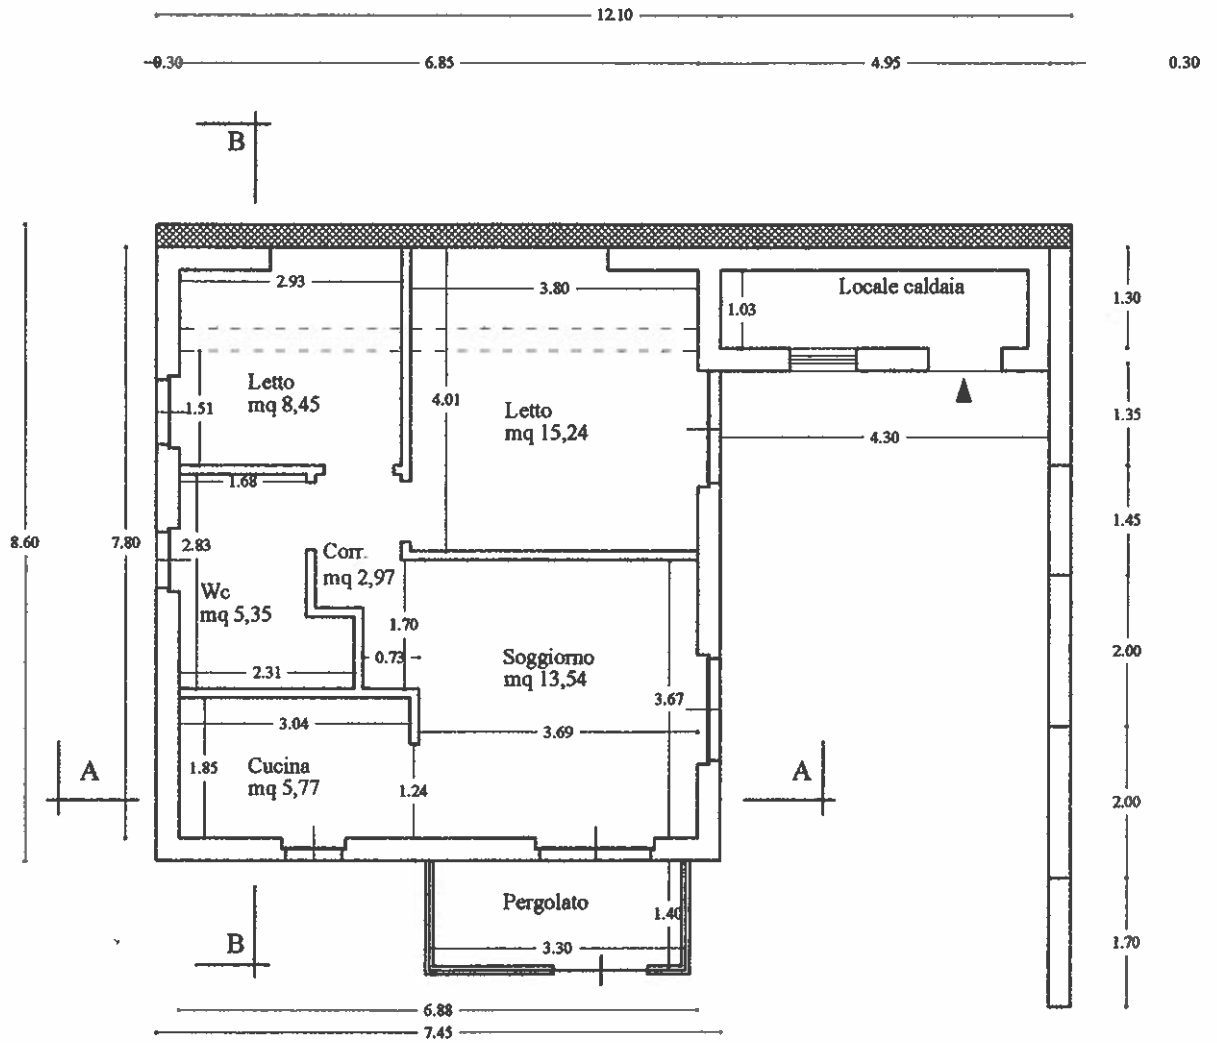 12.10
0.30
6.85
4.95
0.30
B
2.93
3.80
Locale caldaia
1.03
1.30
Letto
mq 8,45
1.51
4.01
Letto
mq 15,24
1.35
4.30
1.68
8.60
7.80
2.83
Corr.
mq 2,97
1.45
Wc
mq 5,35
1.70
0.73
Soggiorno
mq 13,54
2.00
2.31
3.67
3.04
3.69
A
Cucina
mq 5,77
1.85
1.24
A
2.00
Pergolato
1.40
B
3.30
1.70
6.88
7.45